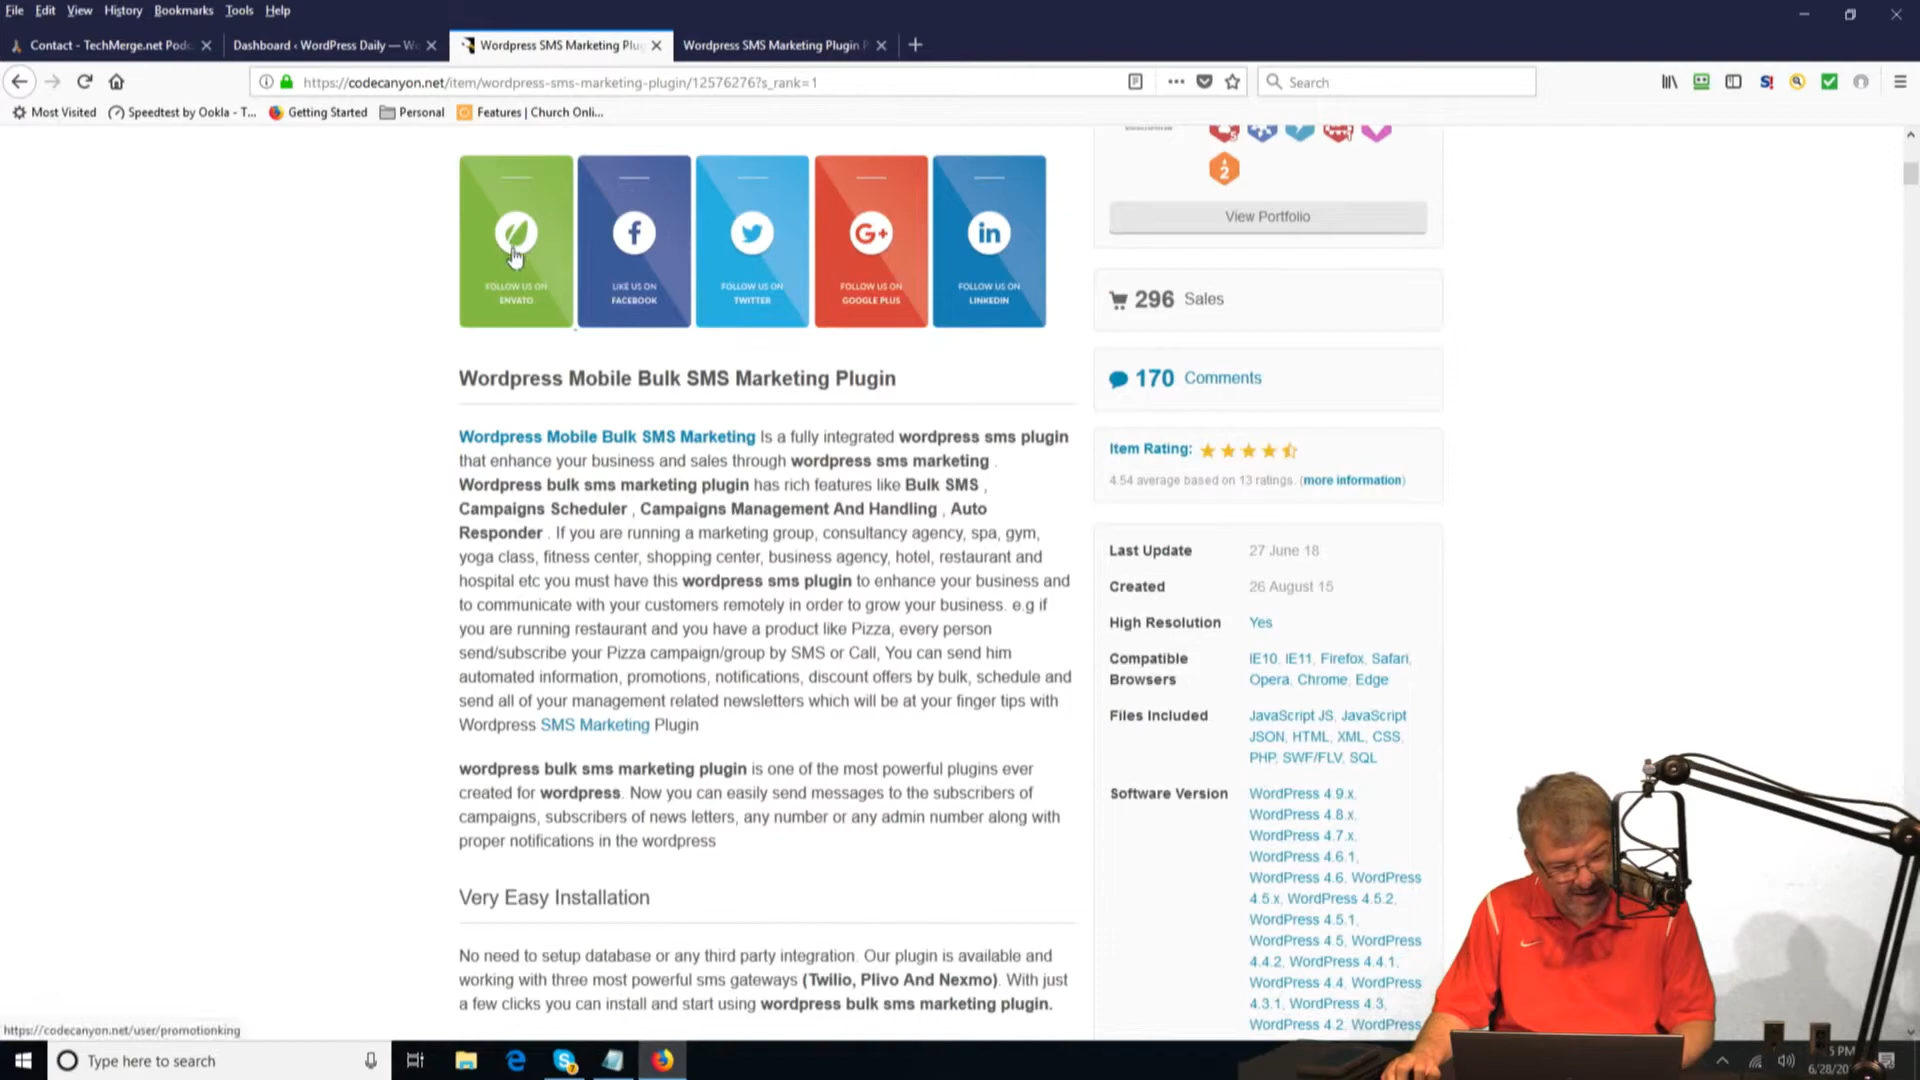 File Edit View History Bookmarks Tools Help
Contact - TechMerge.net Pod
Dashboard ‹ WordPress Daily — W
Wordpress SMS Marketing Plu
Wordpress SMS Marketing Plugin
https://codecanyon.net/item/wordpress-sms-marketing-plugin/12576276?s_rank=1
Search
Most Visited
Speedtest by Ookla - T...
Getting Started
Personal
Features | Church Onli...
FOLLOW US ON
ENVATO
LIKE US ON
FACEBOOK
FOLLOW US ON
TWITTER
FOLLOW US ON
GOOGLE PLUS
FOLLOW US ON
LINKEDIN
Wordpress Mobile Bulk SMS Marketing Plugin
Wordpress Mobile Bulk SMS Marketing Is a fully integrated wordpress sms plugin
that enhance your business and sales through wordpress sms marketing .
Wordpress bulk sms marketing plugin has rich features like Bulk SMS ,
Campaigns Scheduler , Campaigns Management And Handling , Auto
Responder . If you are running a marketing group, consultancy agency, spa, gym,
yoga class, fitness center, shopping center, business agency, hotel, restaurant and
hospital etc you must have this wordpress sms plugin to enhance your business and
to communicate with your customers remotely in order to grow your business. e.g if
you are running restaurant and you have a product like Pizza, every person
send/subscribe your Pizza campaign/group by SMS or Call, You can send him
automated information, promotions, notifications, discount offers by bulk, schedule and
send all of your management related newsletters which will be at your finger tips with
Wordpress SMS Marketing Plugin
wordpress bulk sms marketing plugin is one of the most powerful plugins ever
created for wordpress. Now you can easily send messages to the subscribers of
campaigns, subscribers of news letters, any number or any admin number along with
proper notifications in the wordpress
Very Easy Installation
No need to setup database or any third party integration. Our plugin is available and
working with three most powerful sms gateways (Twilio, Plivo And Nexmo). With just
a few clicks you can install and start using wordpress bulk sms marketing plugin.
2
View Portfolio
296 Sales
170 Comments
Item Rating:
4.54 average based on 13 ratings. (more information)
Last Update 27 June 18
Created 26 August 15
High Resolution Yes
Compatible Browsers IE10, IE11, Firefox, Safari,
Opera, Chrome, Edge
Files Included JavaScript JS, JavaScript
JSON, HTML, XML, CSS,
PHP, SWF/FLV, SQL
Software Version WordPress 4.9.x,
WordPress 4.8.x,
WordPress 4.7.x,
WordPress 4.6.1,
WordPress 4.6, WordPress
4.5.x, WordPress 4.5.2,
WordPress 4.5.1,
WordPress 4.5, WordPress
4.4.2, WordPress 4.4.1,
WordPress 4.4, WordPress
4.3.1, WordPress 4.3,
WordPress 4.2, WordPress
https://codecanyon.net/user/promotionking
Type here to search
5 PM
6/28/20